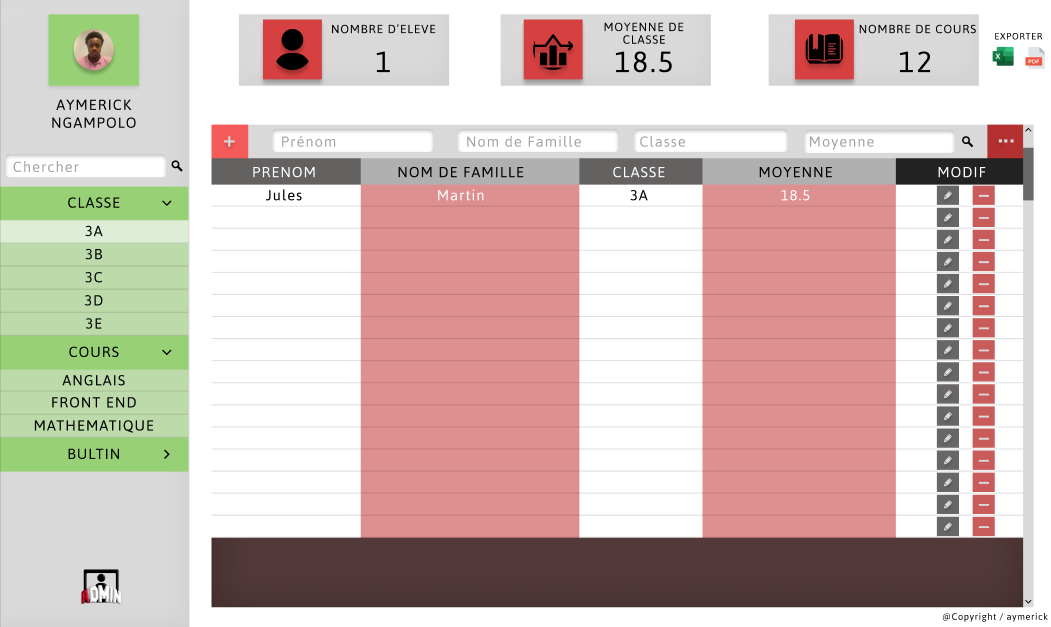 AYMERICK
NGAMPOLO
Chercher
CLASSE
3A
3B
3C
3D
3E
COURS
ANGLAIS
FRONT END
MATHEMATIQUE
BULTIN
ADMIN
NOMBRE D'ELEVE
1
MOYENNE DE
CLASSE
18.5
NOMBRE DE COURS
12
EXPORTER
X
PDF
Prénom Nom de Famille Classe Moyenne
PRENOM NOM DE FAMILLE CLASSE MOYENNE MODIF
Jules Martin 3A 18.5
@Copyright / aymerick